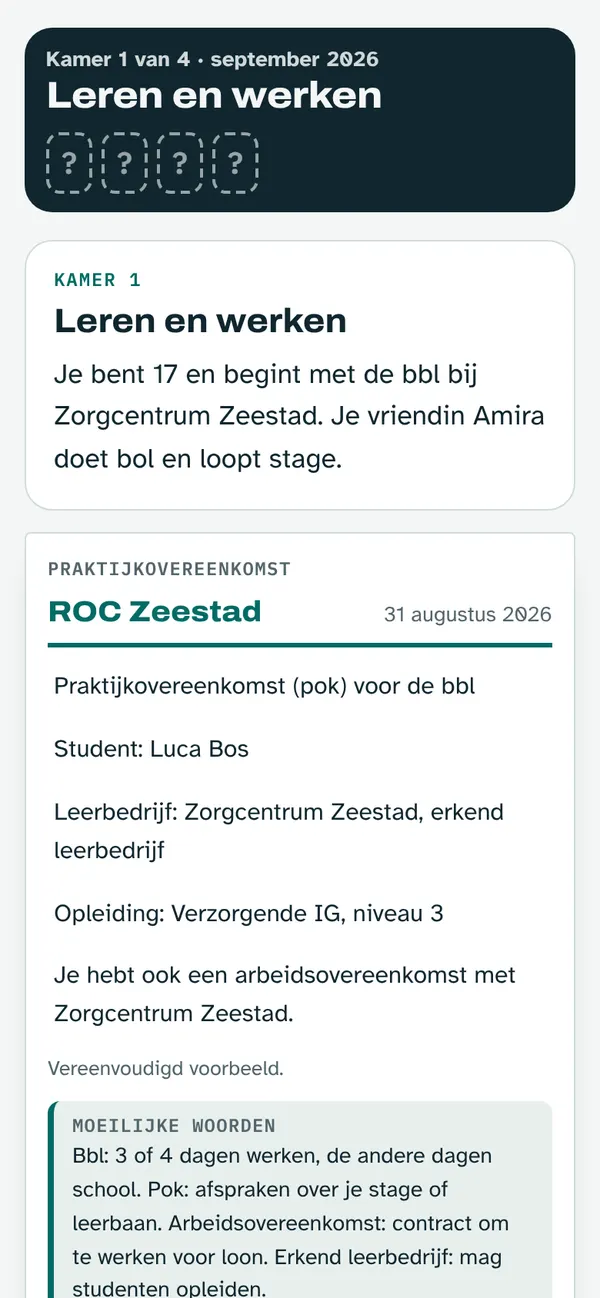 Kamer 1 van 4 · september 2026
Leren en werken
? ? ? ?
KAMER 1
Leren en werken
Je bent 17 en begint met de bbl bij
Zorgcentrum Zeestad. Je vriendin Amira
doet bol en loopt stage.
PRAKTIJKOVEREENKOMST
ROC Zeestad
31 augustus 2026
Praktijkovereenkomst (pok) voor de bbl
Student: Luca Bos
Leerbedrijf: Zorgcentrum Zeestad, erkend
leerbedrijf
Opleiding: Verzorgende IG, niveau 3
Je hebt ook een arbeidsovereenkomst met
Zorgcentrum Zeestad.
Vereenvoudigd voorbeeld.
MOEILIJKE WOORDEN
Bbl: 3 of 4 dagen werken, de andere dagen
school. Pok: afspraken over je stage of
leerbaan. Arbeidsovereenkomst: contract om
te werken voor loon. Erkend leerbedrijf: mag
studenten opleiden.